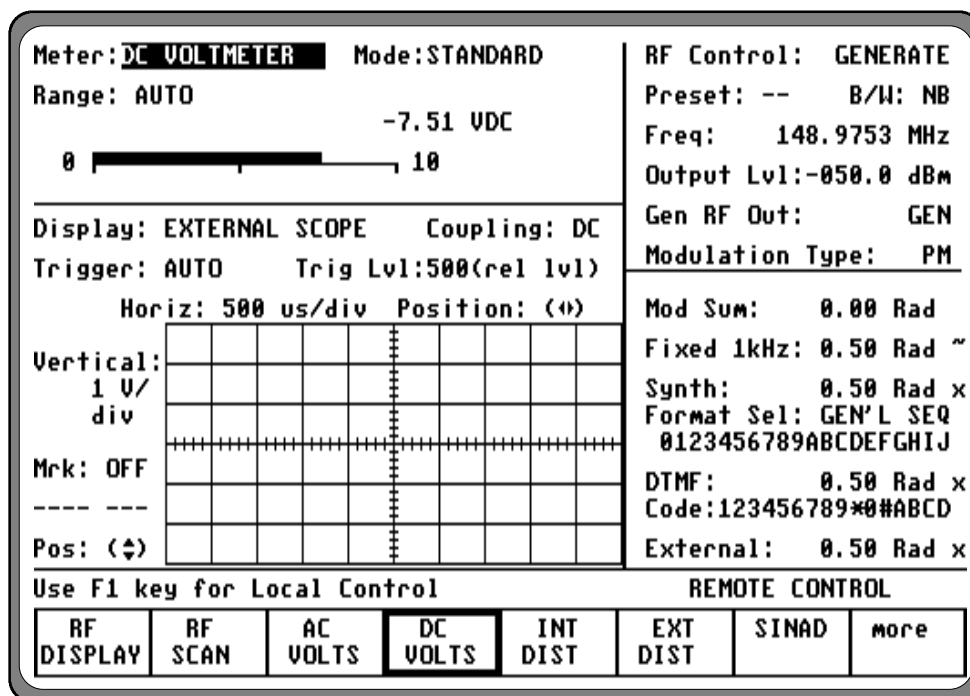 Meter:DC VOLTMETER Mode:STANDARD
Range: AUTO
-7.51 VDC
0 10
Display: EXTERNAL SCOPE Coupling: DC
Trigger: AUTO Trig Lvl:500(rel lvl)
Horiz: 500 us/div Position: (◂▸)
Vertical:
1 V/
div
Mrk: OFF
---- ---
Pos: (▴▾)
RF Control: GENERATE
Preset: -- B/W: NB
Freq: 148.9753 MHz
Output Lvl:-050.0 dBm
Gen RF Out: GEN
Modulation Type: PM
Mod Sum: 0.00 Rad
Fixed 1kHz: 0.50 Rad ~
Synth: 0.50 Rad x
Format Sel: GEN'L SEQ
0123456789ABCDEFGHIJ
DTMF: 0.50 Rad x
Code:123456789*0#ABCD
External: 0.50 Rad x
Use F1 key for Local Control REMOTE CONTROL
RF DISPLAY
RF SCAN
AC VOLTS
DC VOLTS
INT DIST
EXT DIST
SINAD
more